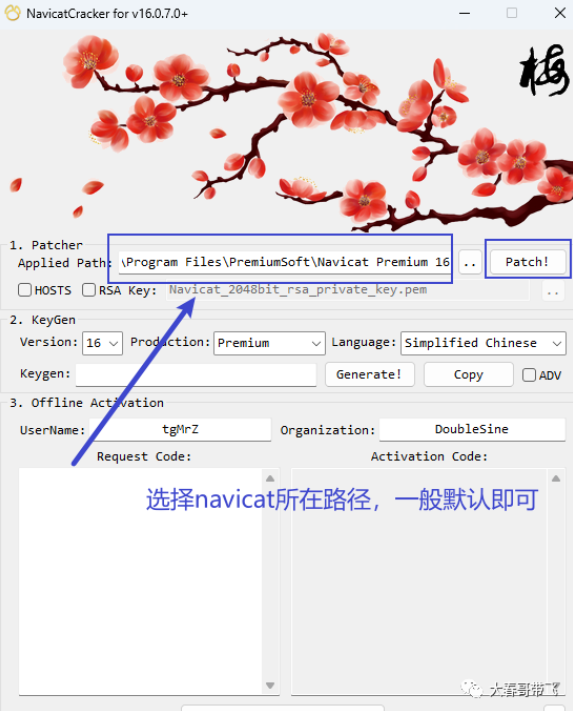 NavicatCracker for v16.0.7.0+
梅
1. Patcher
Applied Path: \Program Files\PremiumSoft\Navicat Premium 16 .. Patch!
HOSTS RSA Key: Navicat_2048bit_rsa_private_key.pem ..
2. KeyGen
Version: 16 Production: Premium Language: Simplified Chinese
Keygen: Generate! Copy ADV
3. Offline Activation
UserName: tgMrZ Organization: DoubleSine
Request Code: Activation Code:
选择navicat所在路径，一般默认即可
大春哥带飞